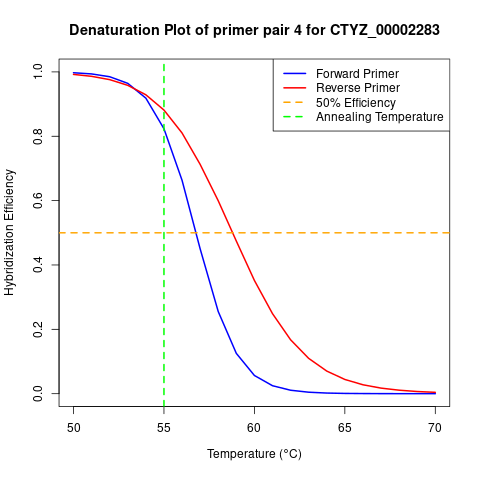 Denaturation Plot of primer pair 4 for CTYZ_00002283
Forward Primer
Reverse Primer
50% Efficiency
Annealing Temperature
Hybridization Efficiency
1.0
0.8
0.6
0.4
0.2
0.0
50 55 60 65 70
Temperature (°C)